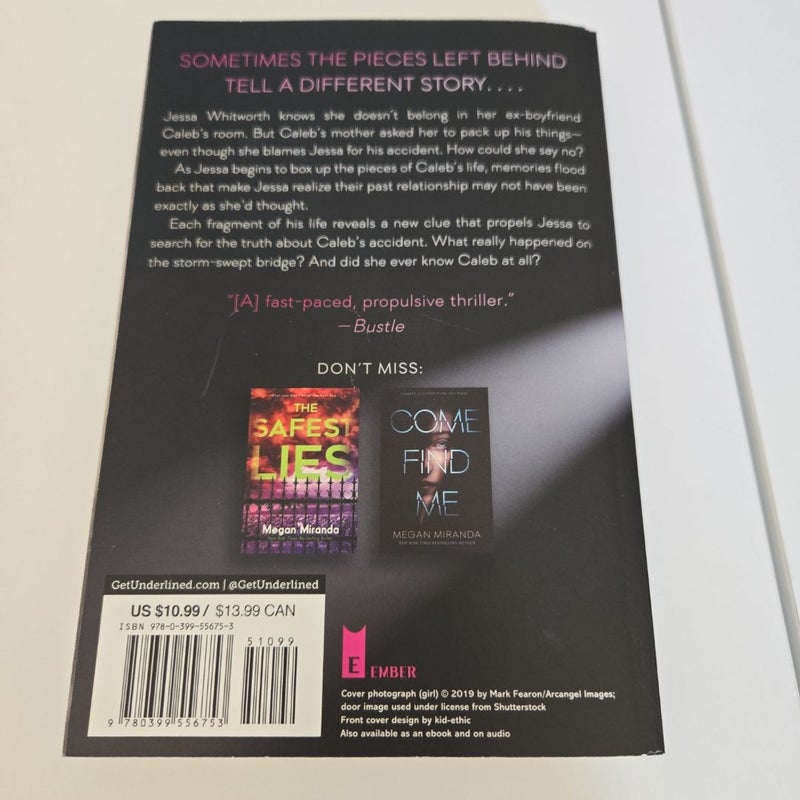 SOMETIMES THE PIECES LEFT BEHIND
TELL A DIFFERENT STORY....
Jessa Whitworth knows she doesn't belong in her ex-boyfriend
Caleb's room. But Caleb's mother asked her to pack up his things—
even though she blames Jessa for his accident. How could she say no?
As Jessa begins to box up the pieces of Caleb's life, memories flood
back that make Jessa realize their past relationship may not have been
exactly as she'd thought.
Each fragment of his life reveals a new clue that propels Jessa to
search for the truth about Caleb's accident. What really happened on
the storm-swept bridge? And did she ever know Caleb at all?
"[A] fast-paced, propulsive thriller."
—Bustle
DON'T MISS:
THE
SAFEST
LIES
Megan Miranda
New York Times Bestselling Author
COME
FIND
ME
MEGAN MIRANDA
NEW YORK TIMES BESTSELLING AUTHOR
GetUnderlined.com | @GetUnderlined
US $10.99 / $13.99 CAN
ISBN 978-0-399-55675-3
51099
9 780399 556753
E EMBER
Cover photograph (girl) © 2019 by Mark Fearon/Arcangel Images;
door image used under license from Shutterstock
Front cover design by kid-ethic
Also available as an ebook and on audio